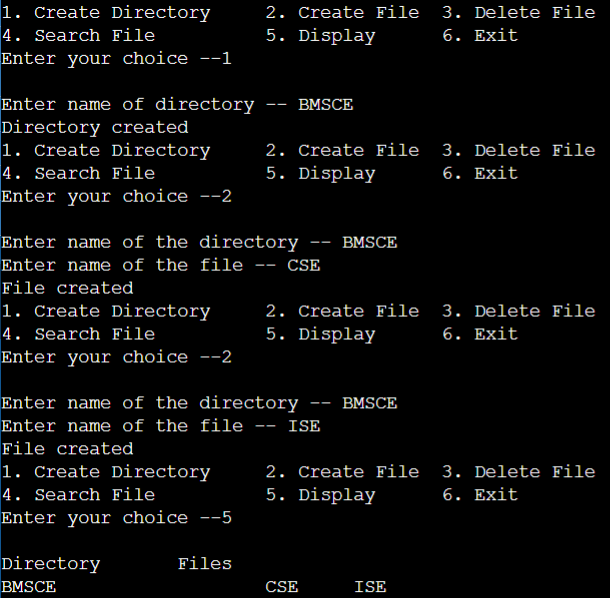 1. Create Directory     2. Create File  3. Delete File
4. Search File          5. Display      6. Exit
Enter your choice --1
Enter name of directory -- BMSCE
Directory created
1. Create Directory     2. Create File  3. Delete File
4. Search File          5. Display      6. Exit
Enter your choice --2
Enter name of the directory -- BMSCE
Enter name of the file -- CSE
File created
1. Create Directory     2. Create File  3. Delete File
4. Search File          5. Display      6. Exit
Enter your choice --2
Enter name of the directory -- BMSCE
Enter name of the file -- ISE
File created
1. Create Directory     2. Create File  3. Delete File
4. Search File          5. Display      6. Exit
Enter your choice --5
Directory       Files
BMSCE                   CSE     ISE